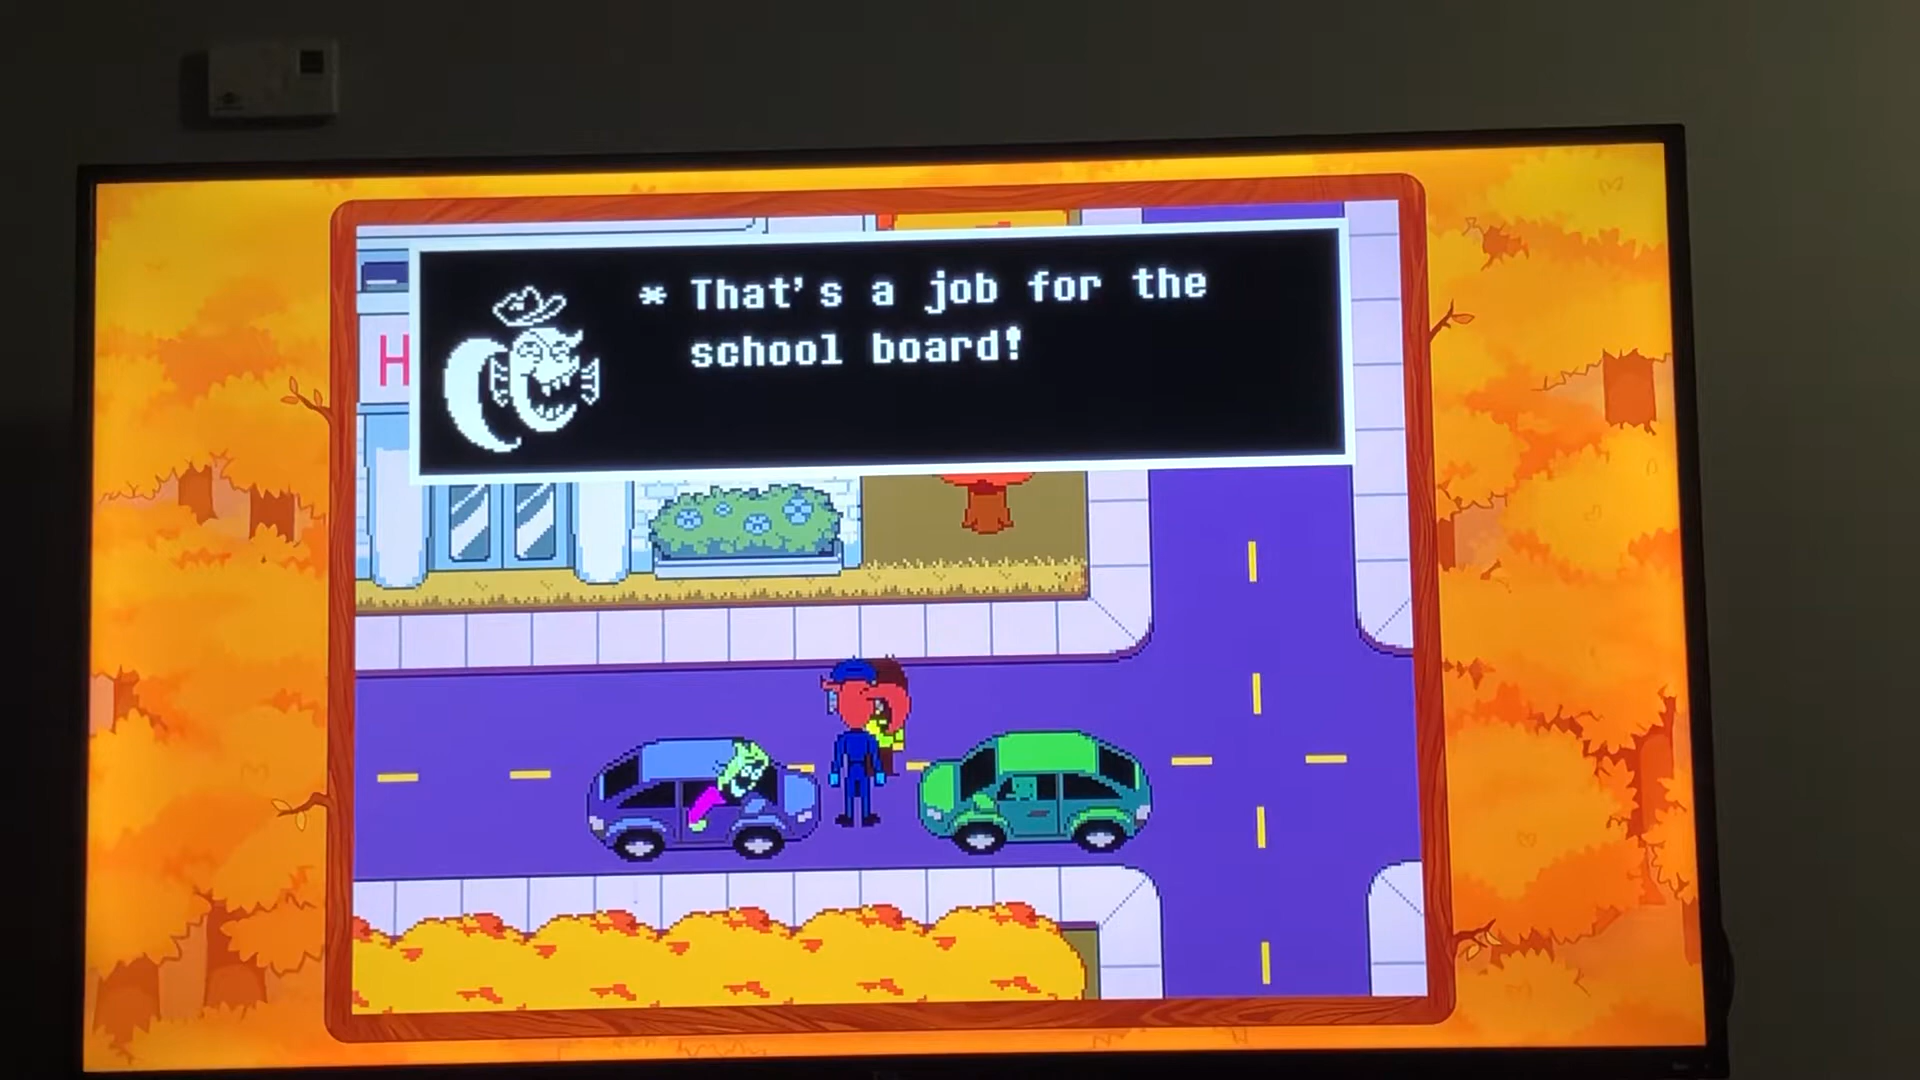 * That's a job for the
school board!
H